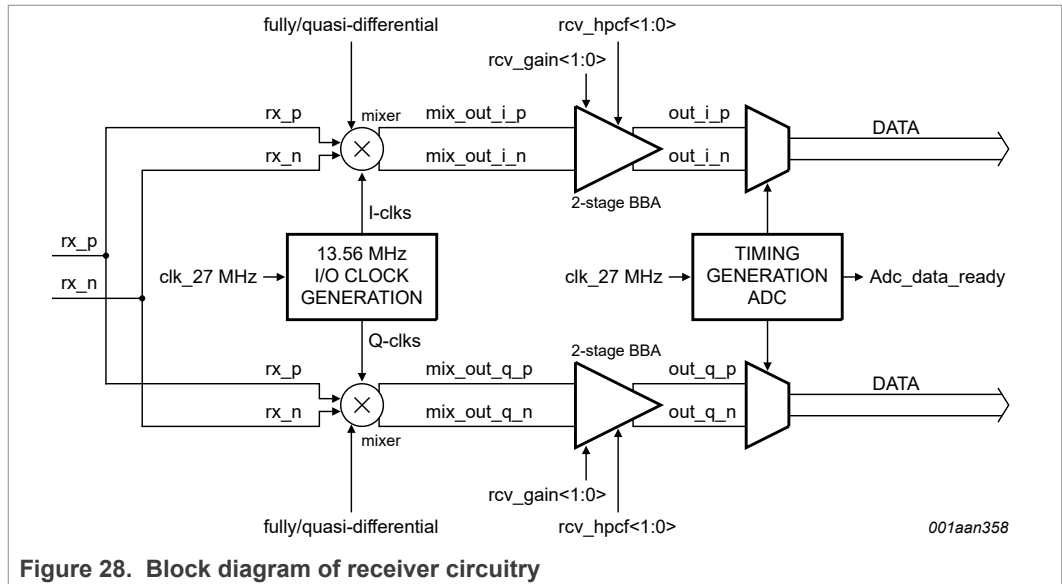 fully/quasi-differential
rcv_hpcf<1:0>
rcv_gain<1:0>
rx_p
mixer
mix_out_i_p
out_i_p
DATA
rx_n
mix_out_i_n
out_i_n
2-stage BBA
I-clks
rx_p
rx_n
clk_27 MHz
13.56 MHz
I/O CLOCK
GENERATION
clk_27 MHz
TIMING
GENERATION
ADC
Adc_data_ready
Q-clks
2-stage BBA
rx_p
mix_out_q_p
out_q_p
DATA
rx_n
mix_out_q_n
out_q_n
mixer
rcv_gain<1:0>
fully/quasi-differential
rcv_hpcf<1:0>
001aan358
Figure 28. Block diagram of receiver circuitry